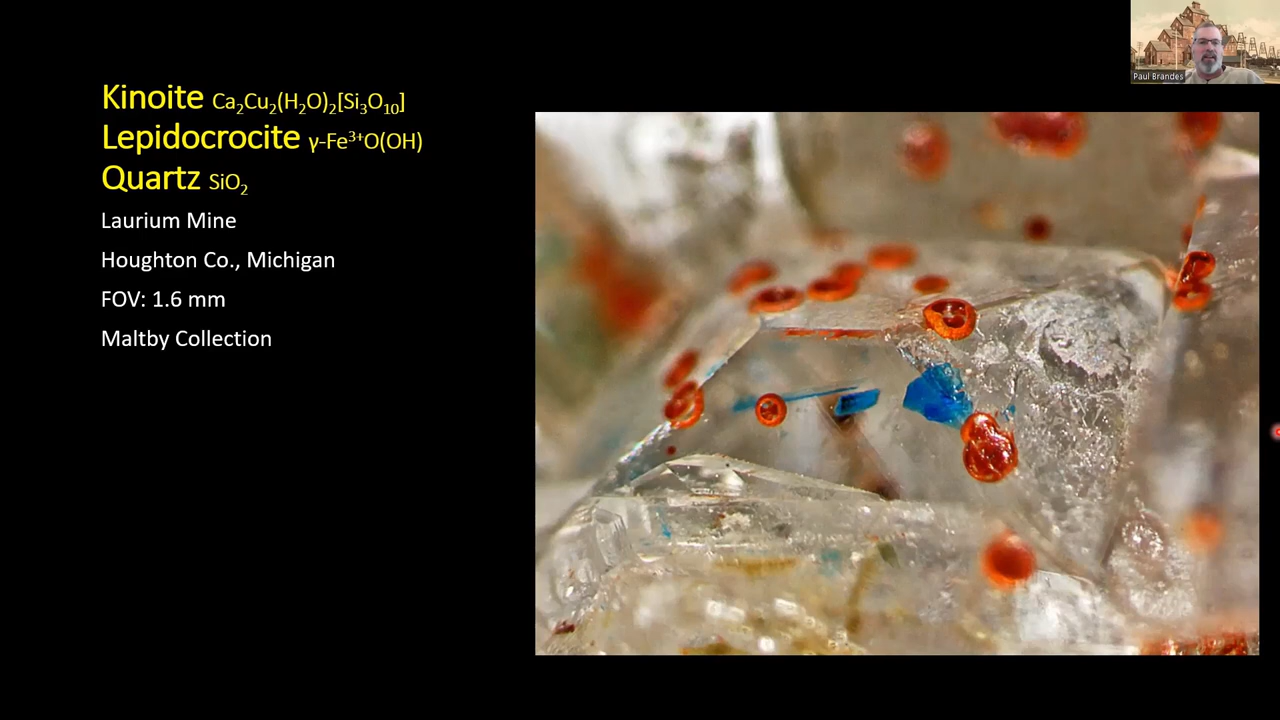 Kinoite Ca₂Cu₂(H₂O)₂[Si₃O₁₀]
Lepidocrocite γ-Fe³⁺O(OH)
Quartz SiO₂
Laurium Mine
Houghton Co., Michigan
FOV: 1.6 mm
Maltby Collection
Paul Brandes